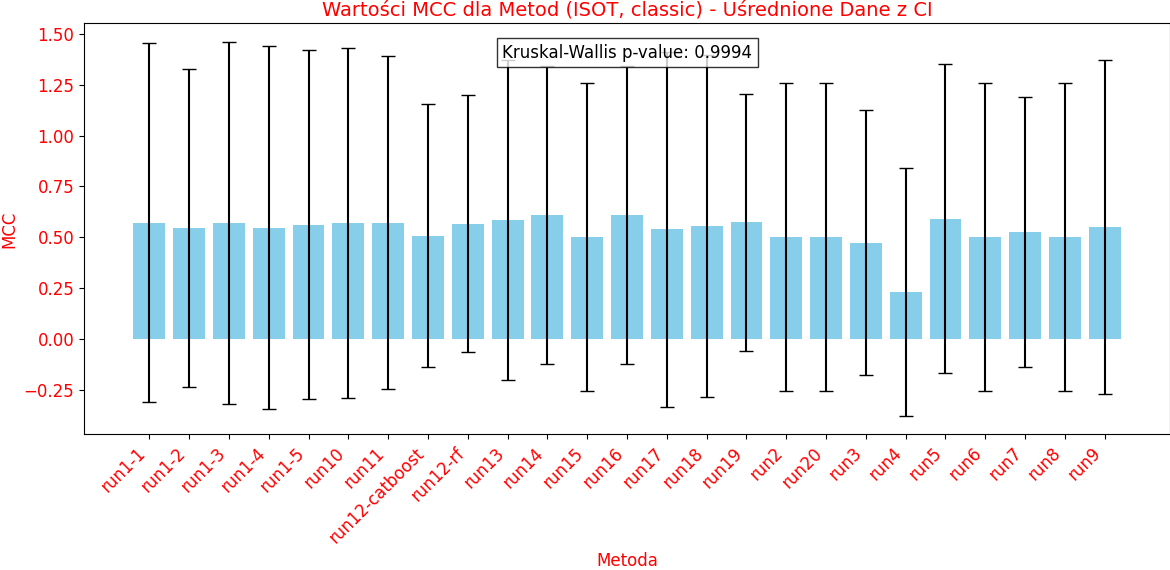 Wartości MCC dla Metod (ISOT, classic) - Uśrednione Dane z CI
Kruskal-Wallis p-value: 0.9994
1.50
1.25
1.00
0.75
0.50
0.25
0.00
−0.25
MCC
run1-1
run1-2
run1-3
run1-4
run1-5
run10
run11
run12-catboost
run12-rf
run13
run14
run15
run16
run17
run18
run19
run2
run20
run3
run4
run5
run6
run7
run8
run9
Metoda